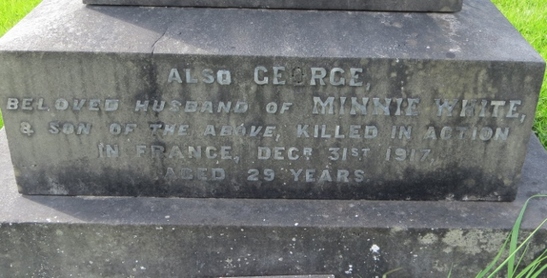 ALSO GEORGE,
BELOVED HUSBAND OF MINNIE WHITE,
& SON OF THE ABOVE, KILLED IN ACTION
IN FRANCE, DECR 31ST 1917,
AGED 29 YEARS.